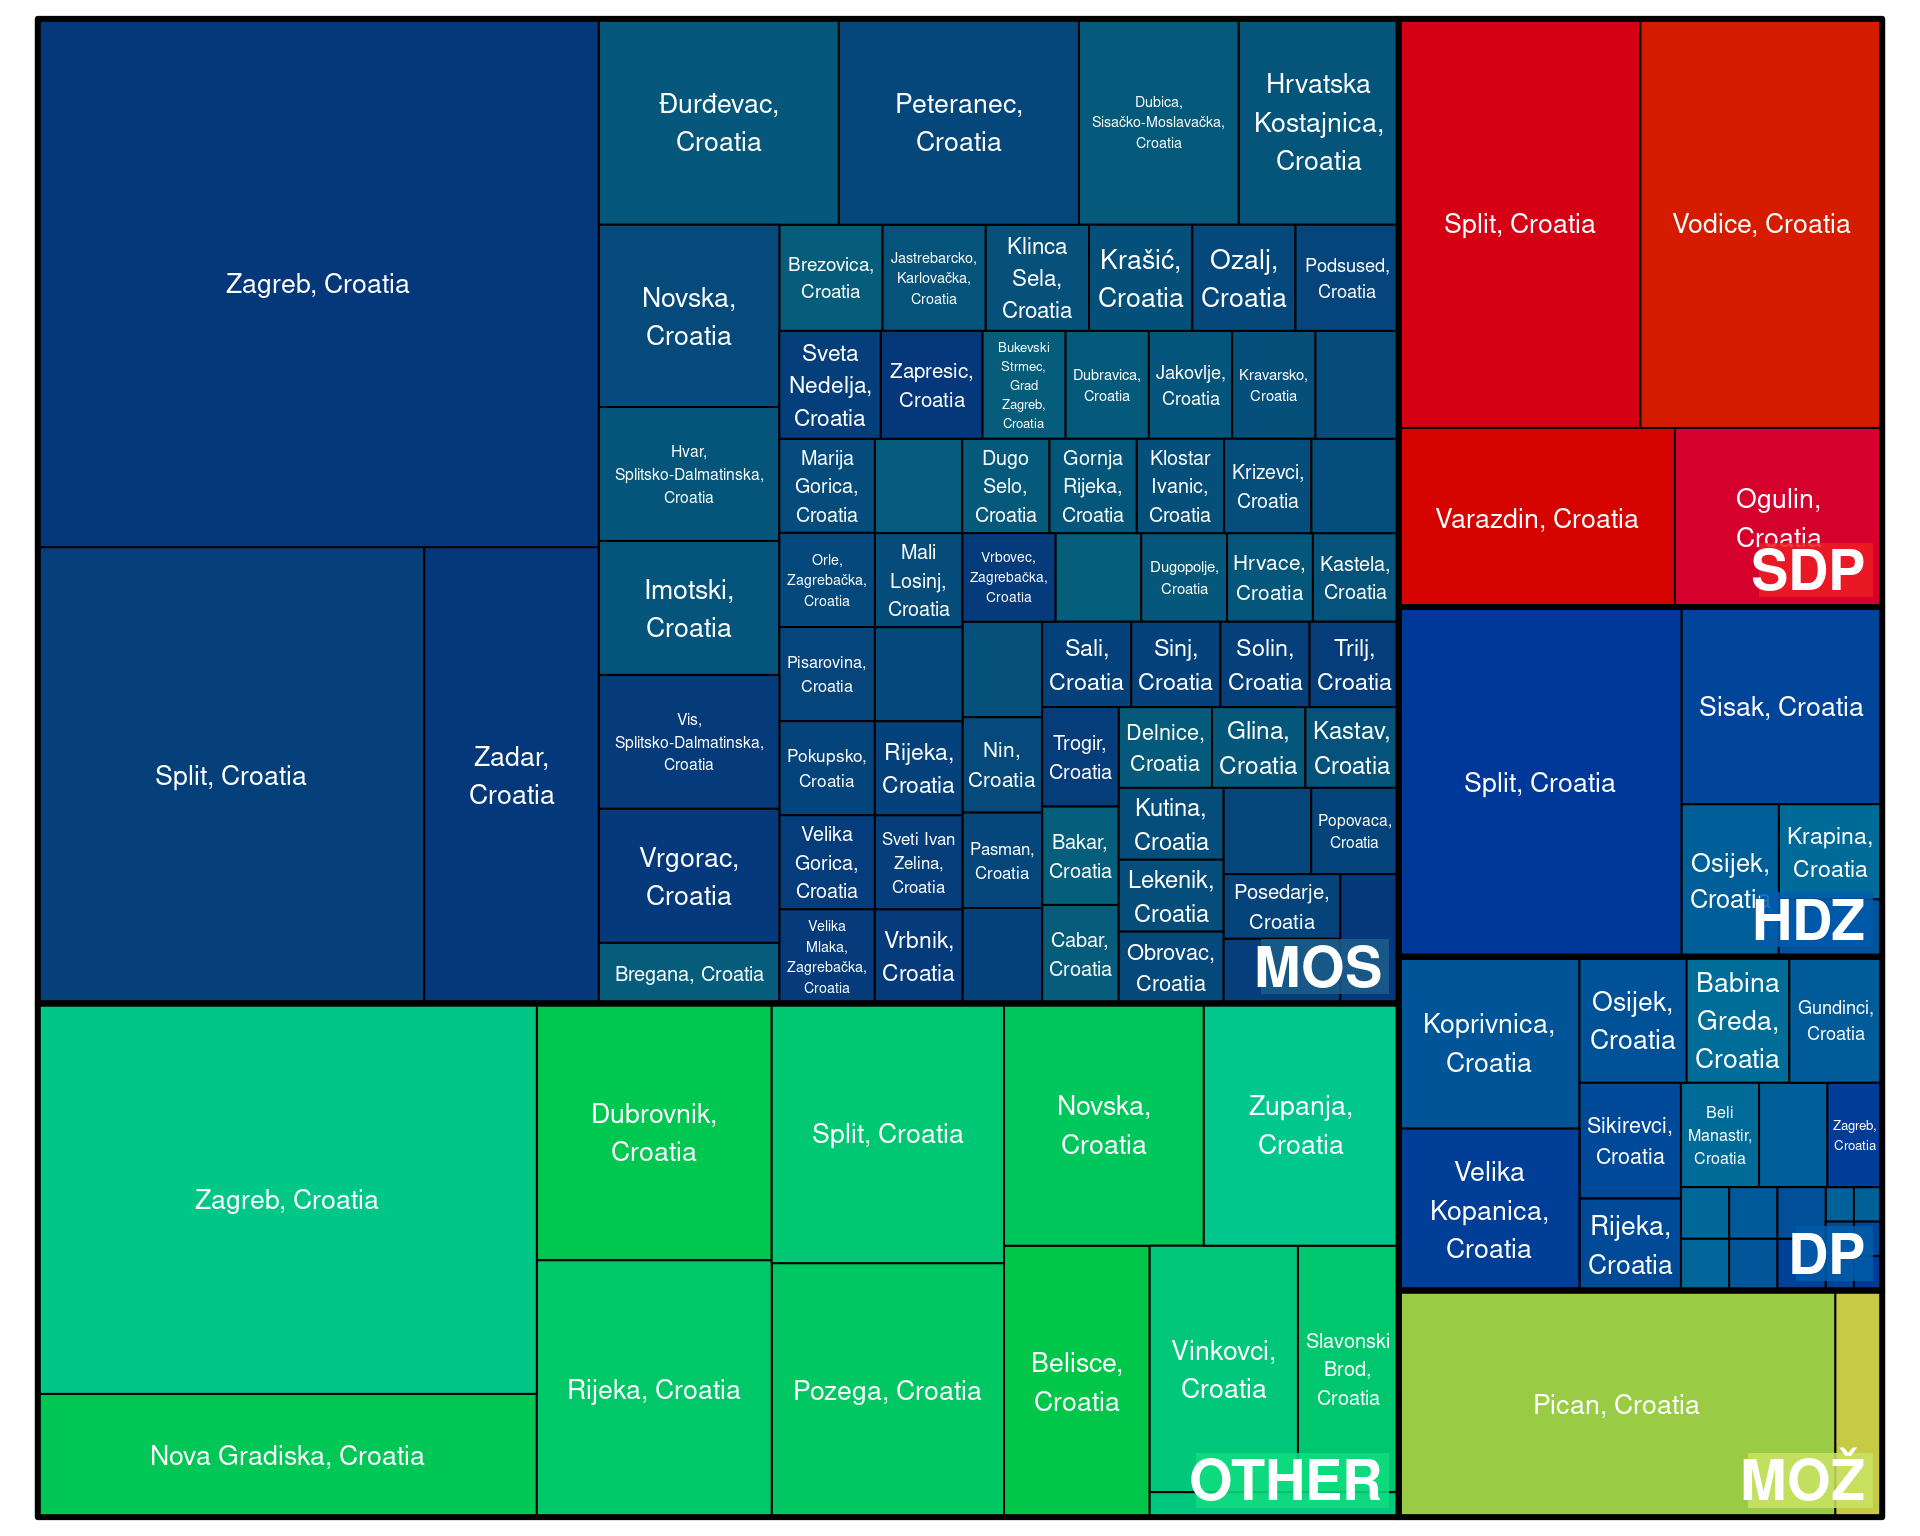 Zagreb, Croatia
Split, Croatia
Zadar,
Croatia
Đurđevac,
Croatia
Peteranec,
Croatia
Dubica,
Sisačko-Moslavačka,
Croatia
Hrvatska
Kostajnica,
Croatia
Novska,
Croatia
Hvar,
Splitsko-Dalmatinska,
Croatia
Imotski,
Croatia
Vis,
Splitsko-Dalmatinska,
Croatia
Vrgorac,
Croatia
Bregana, Croatia
Brezovica,
Croatia
Jastrebarcko,
Karlovačka,
Croatia
Klinca
Sela,
Croatia
Krašić,
Croatia
Ozalj,
Croatia
Podsused,
Croatia
Sveta
Nedelja,
Croatia
Zapresic,
Croatia
Bukevski
Strmec,
Grad
Zagreb,
Croatia
Dubravica,
Croatia
Jakovlje,
Croatia
Kravarsko,
Croatia
Marija
Gorica,
Croatia
Dugo
Selo,
Croatia
Gornja
Rijeka,
Croatia
Klostar
Ivanic,
Croatia
Krizevci,
Croatia
Orle,
Zagrebačka,
Croatia
Mali
Losinj,
Croatia
Vrbovec,
Zagrebačka,
Croatia
Dugopolje,
Croatia
Hrvace,
Croatia
Kastela,
Croatia
Pisarovina,
Croatia
Sali,
Croatia
Sinj,
Croatia
Solin,
Croatia
Trilj,
Croatia
Pokupsko,
Croatia
Rijeka,
Croatia
Nin,
Croatia
Trogir,
Croatia
Delnice,
Croatia
Glina,
Croatia
Kastav,
Croatia
Velika
Gorica,
Croatia
Sveti Ivan
Zelina,
Croatia
Pasman,
Croatia
Bakar,
Croatia
Kutina,
Croatia
Popovaca,
Croatia
Lekenik,
Croatia
Velika
Mlaka,
Zagrebačka,
Croatia
Vrbnik,
Croatia
Cabar,
Croatia
Obrovac,
Croatia
Posedarje,
Croatia
MOS
Split, Croatia
Vodice, Croatia
Varazdin, Croatia
Ogulin,
Croatia
SDP
Split, Croatia
Sisak, Croatia
Osijek,
Croatia
Krapina,
Croatia
HDZ
Koprivnica,
Croatia
Velika
Kopanica,
Croatia
Osijek,
Croatia
Babina
Greda,
Croatia
Gundinci,
Croatia
Sikirevci,
Croatia
Beli
Manastir,
Croatia
Zagreb,
Croatia
Rijeka,
Croatia
DP
Zagreb, Croatia
Nova Gradiska, Croatia
Dubrovnik,
Croatia
Rijeka, Croatia
Split, Croatia
Pozega, Croatia
Novska,
Croatia
Zupanja,
Croatia
Belisce,
Croatia
Vinkovci,
Croatia
Slavonski
Brod,
Croatia
OTHER
Pican, Croatia
MOŽ